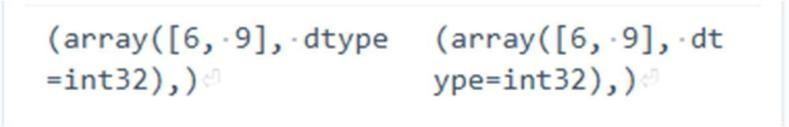 (array([6, 9], dtype
=int32),)
(array([6, 9], dt
ype=int32),)